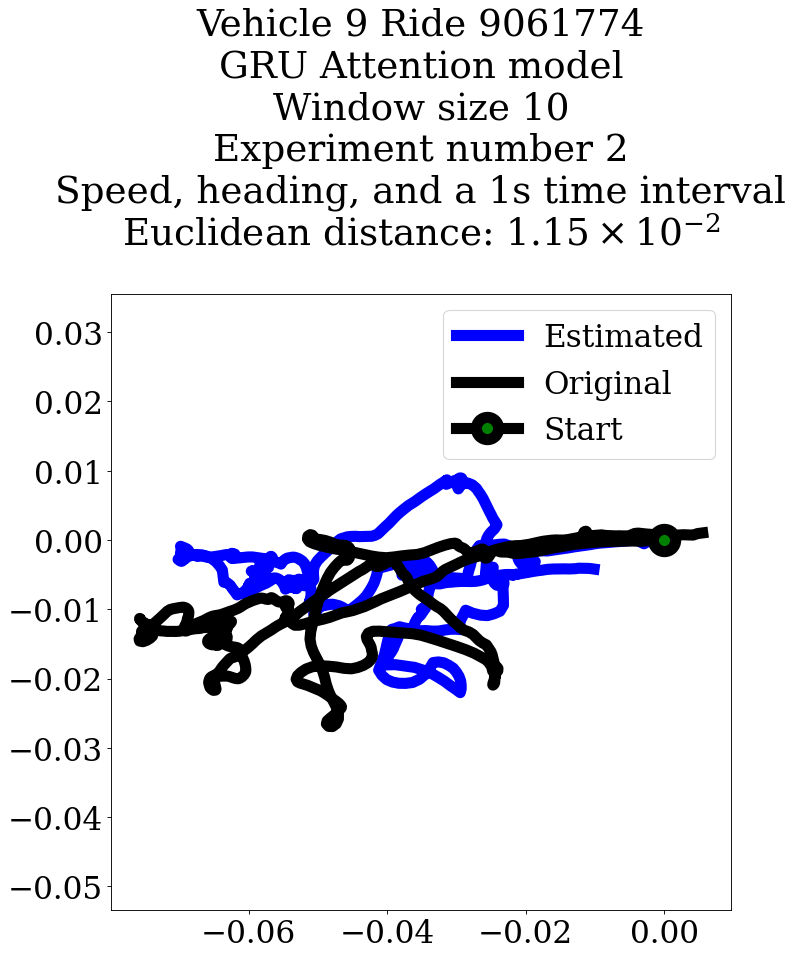 Vehicle 9 Ride 9061774
GRU Attention model
Window size 10
Experiment number 2
Speed, heading, and a 1s time interval
Euclidean distance: 1.15 × 10⁻²
Estimated
Original
Start
0.03
0.02
0.01
0.00
−0.01
−0.02
−0.03
−0.04
−0.05
−0.06
−0.04
−0.02
0.00